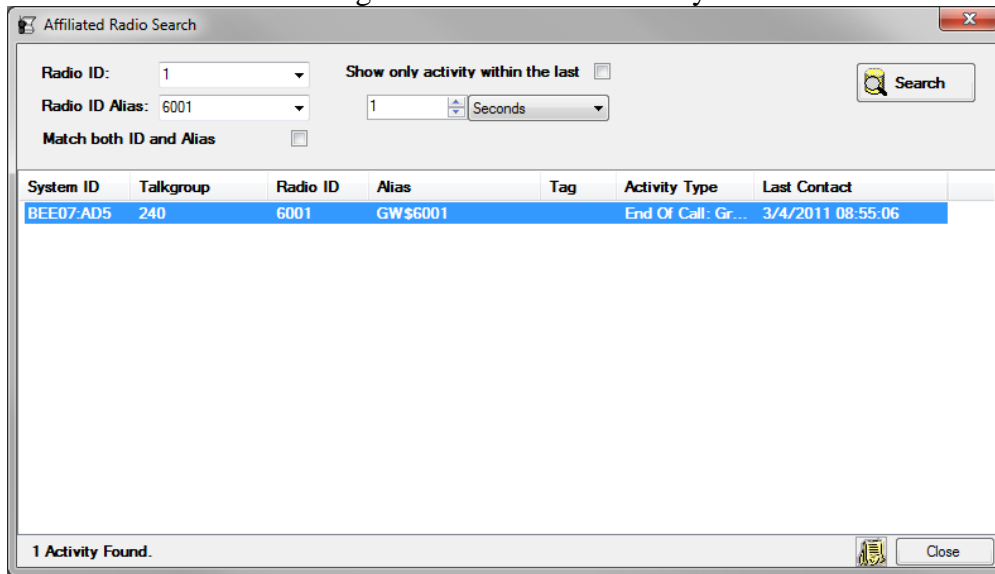 Affiliated Radio Search
Radio ID: 1 Show only activity within the last
Radio ID Alias: 6001 1 Seconds Search
Match both ID and Alias
System ID Talkgroup Radio ID Alias Tag Activity Type Last Contact
BEE07:AD5 240 6001 GW$6001 End Of Call: Gr... 3/4/2011 08:55:06
1 Activity Found. Close